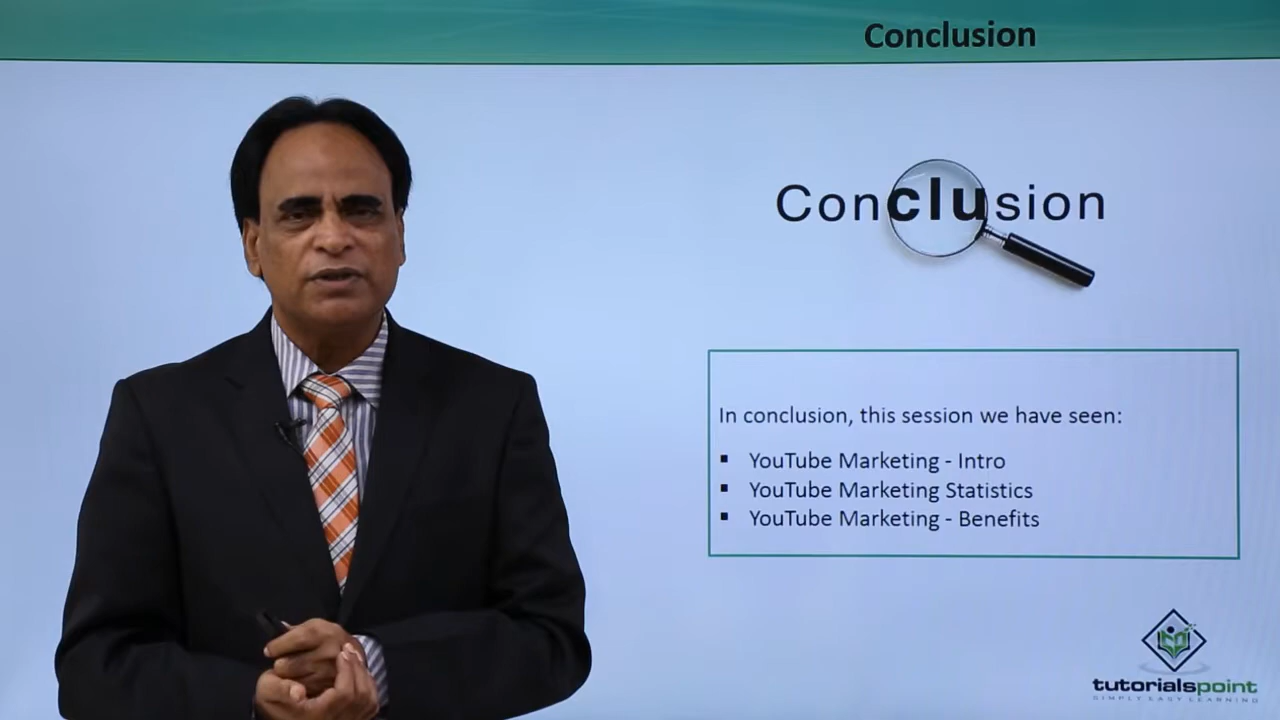 Conclusion
Conclusion
In conclusion, this session we have seen:
▪ YouTube Marketing - Intro
▪ YouTube Marketing Statistics
▪ YouTube Marketing - Benefits
tutorialspoint
SIMPLY EASY LEARNING